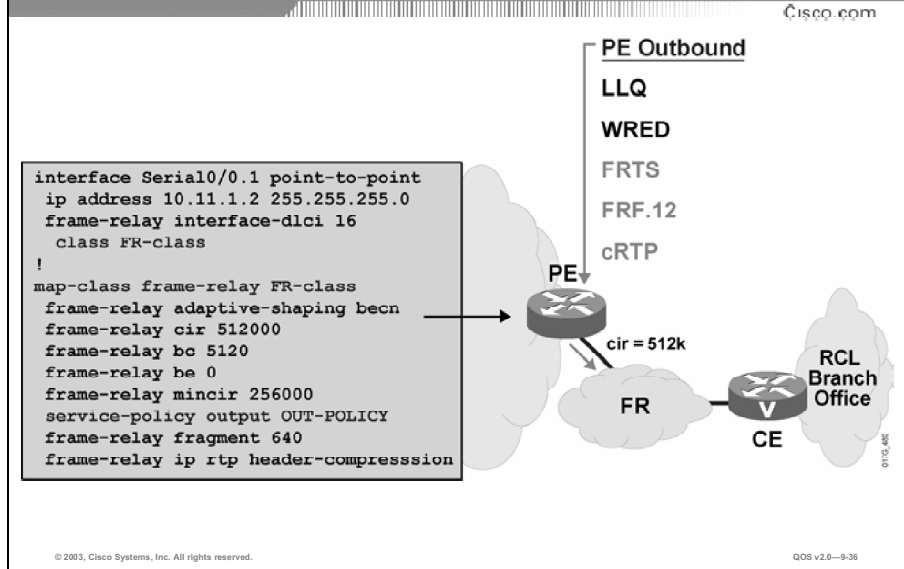 Cisco.com
PE Outbound
LLQ
WRED
FRTS
FRF.12
cRTP
interface Serial0/0.1 point-to-point
ip address 10.11.1.2 255.255.255.0
frame-relay interface-dlci 16
class FR-class
!
map-class frame-relay FR-class
frame-relay adaptive-shaping becn
frame-relay cir 512000
frame-relay bc 5120
frame-relay be 0
frame-relay mincir 256000
service-policy output OUT-POLICY
frame-relay fragment 640
frame-relay ip rtp header-compresssion
PE
cir = 512k
FR
V
CE
RCL
Branch
Office
© 2003, Cisco Systems, Inc. All rights reserved.
QOS v2.0—9-36